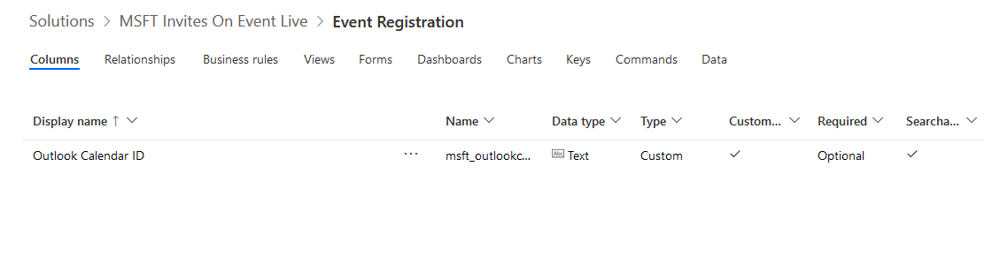 Solutions > MSFT Invites On Event Live > Event Registration
Columns Relationships Business rules Views Forms Dashboards Charts Keys Commands Data
Display name ↑ Name Data type Type Custom... Required Searcha...
Outlook Calendar ID ... msft_outlookc... Abc Text Custom ✓ Optional ✓